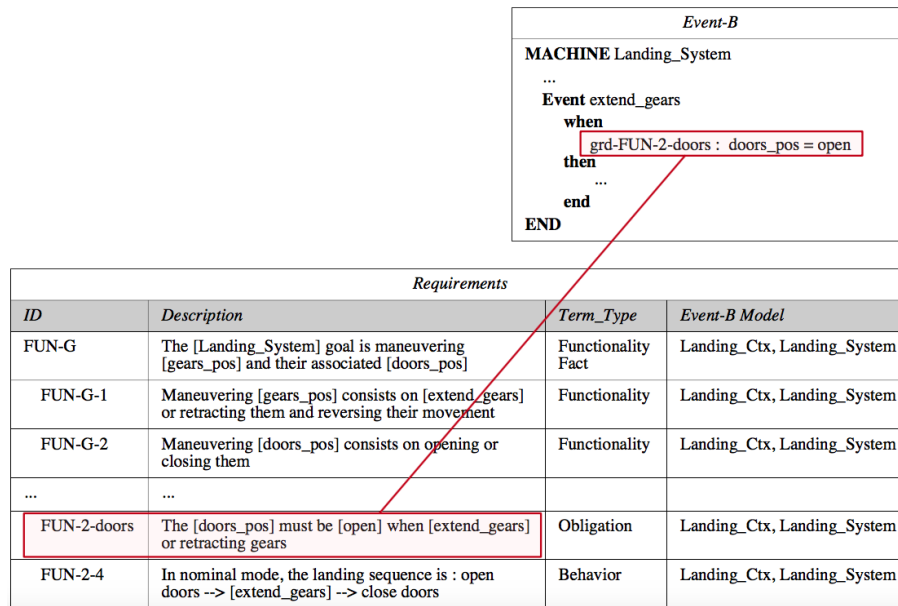 Event-B
MACHINE Landing_System
...
Event extend_gears
when
grd-FUN-2-doors : doors_pos = open
then
...
end
END
Requirements
ID Description Term_Type Event-B Model
FUN-G The [Landing_System] goal is maneuvering Functionality Landing_Ctx, Landing_System
[gears_pos] and their associated [doors_pos] Fact
FUN-G-1 Maneuvering [gears_pos] consists on [extend_gears] Functionality Landing_Ctx, Landing_System
or retracting them and reversing their movement
FUN-G-2 Maneuvering [doors_pos] consists on opening or Functionality Landing_Ctx, Landing_System
closing them
... ...
FUN-2-doors The [doors_pos] must be [open] when [extend_gears] Obligation Landing_Ctx, Landing_System
or retracting gears
FUN-2-4 In nominal mode, the landing sequence is : open Behavior Landing_Ctx, Landing_System
doors --> [extend_gears] --> close doors